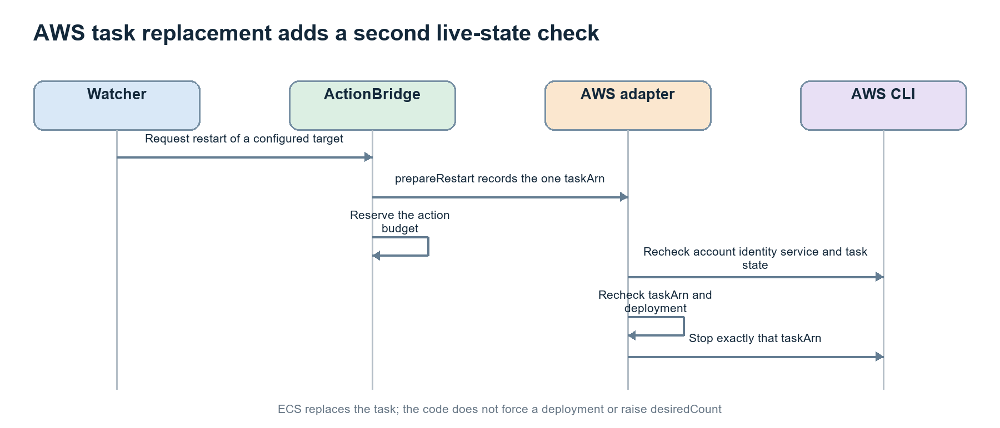 AWS task replacement adds a second live-state check
Watcher
ActionBridge
AWS adapter
AWS CLI
Request restart of a configured target
prepareRestart records the one taskArn
Reserve the action
budget
Recheck account identity service and task
state
Recheck taskArn and
deployment
Stop exactly that taskArn
ECS replaces the task; the code does not force a deployment or raise desiredCount